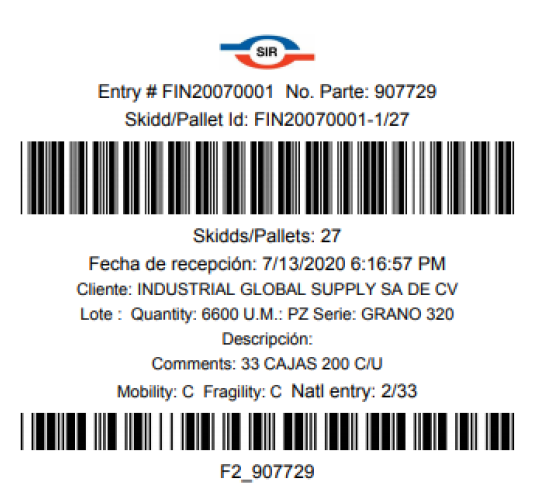 SIR
Entry # FIN20070001 No. Parte: 907729
Skidd/Pallet Id: FIN20070001-1/27
Skidds/Pallets: 27
Fecha de recepción: 7/13/2020 6:16:57 PM
Cliente: INDUSTRIAL GLOBAL SUPPLY SA DE CV
Lote : Quantity: 6600 U.M.: PZ Serie: GRANO 320
Descripción:
Comments: 33 CAJAS 200 C/U
Mobility: C Fragility: C Natl entry: 2/33
F2_907729